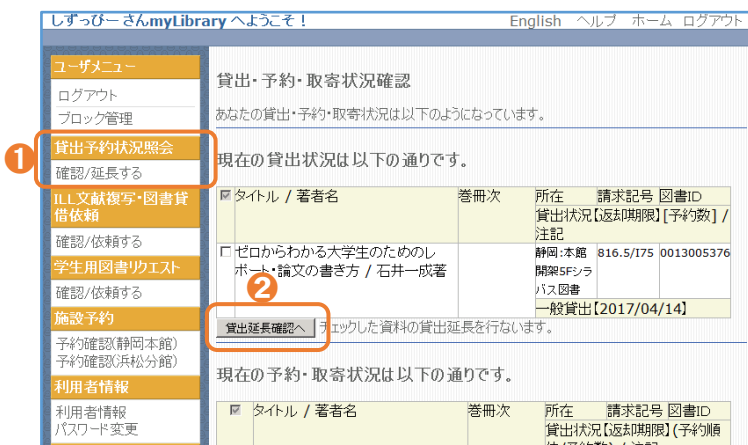 しずっぴー さんmyLibrary へようこそ！
English ヘルプ ホーム ログアウト
ユーザメニュー
ログアウト
ブロック管理
❶
貸出予約状況照会
確認/延長する
ILL文献複写・図書貸
借依頼
確認/依頼する
学生用図書リクエスト
確認/依頼する
施設予約
予約確認(静岡本館)
予約確認(浜松分館)
利用者情報
利用者情報
パスワード変更
貸出・予約・取寄状況確認
あなたの貸出・予約・取寄状況は以下のようになっています。
現在の貸出状況は以下の通りです。
タイトル / 著者名 巻冊次 所在 請求記号 図書ID
貸出状況【返却期限】[予約数] /
注記
ゼロからわかる大学生のためのレ
ポート・論文の書き方 / 石井一成著
静岡:本館 816.5/I75 0013005376
開架5Fシラ
バス図書
一般貸出【2017/04/14】
❷
貸出延長確認へ チェックした資料の貸出延長を行ないます。
現在の予約・取寄状況は以下の通りです。
タイトル / 著者名 巻冊次 所在 請求記号 図書ID
貸出状況【返却期限】(予約順